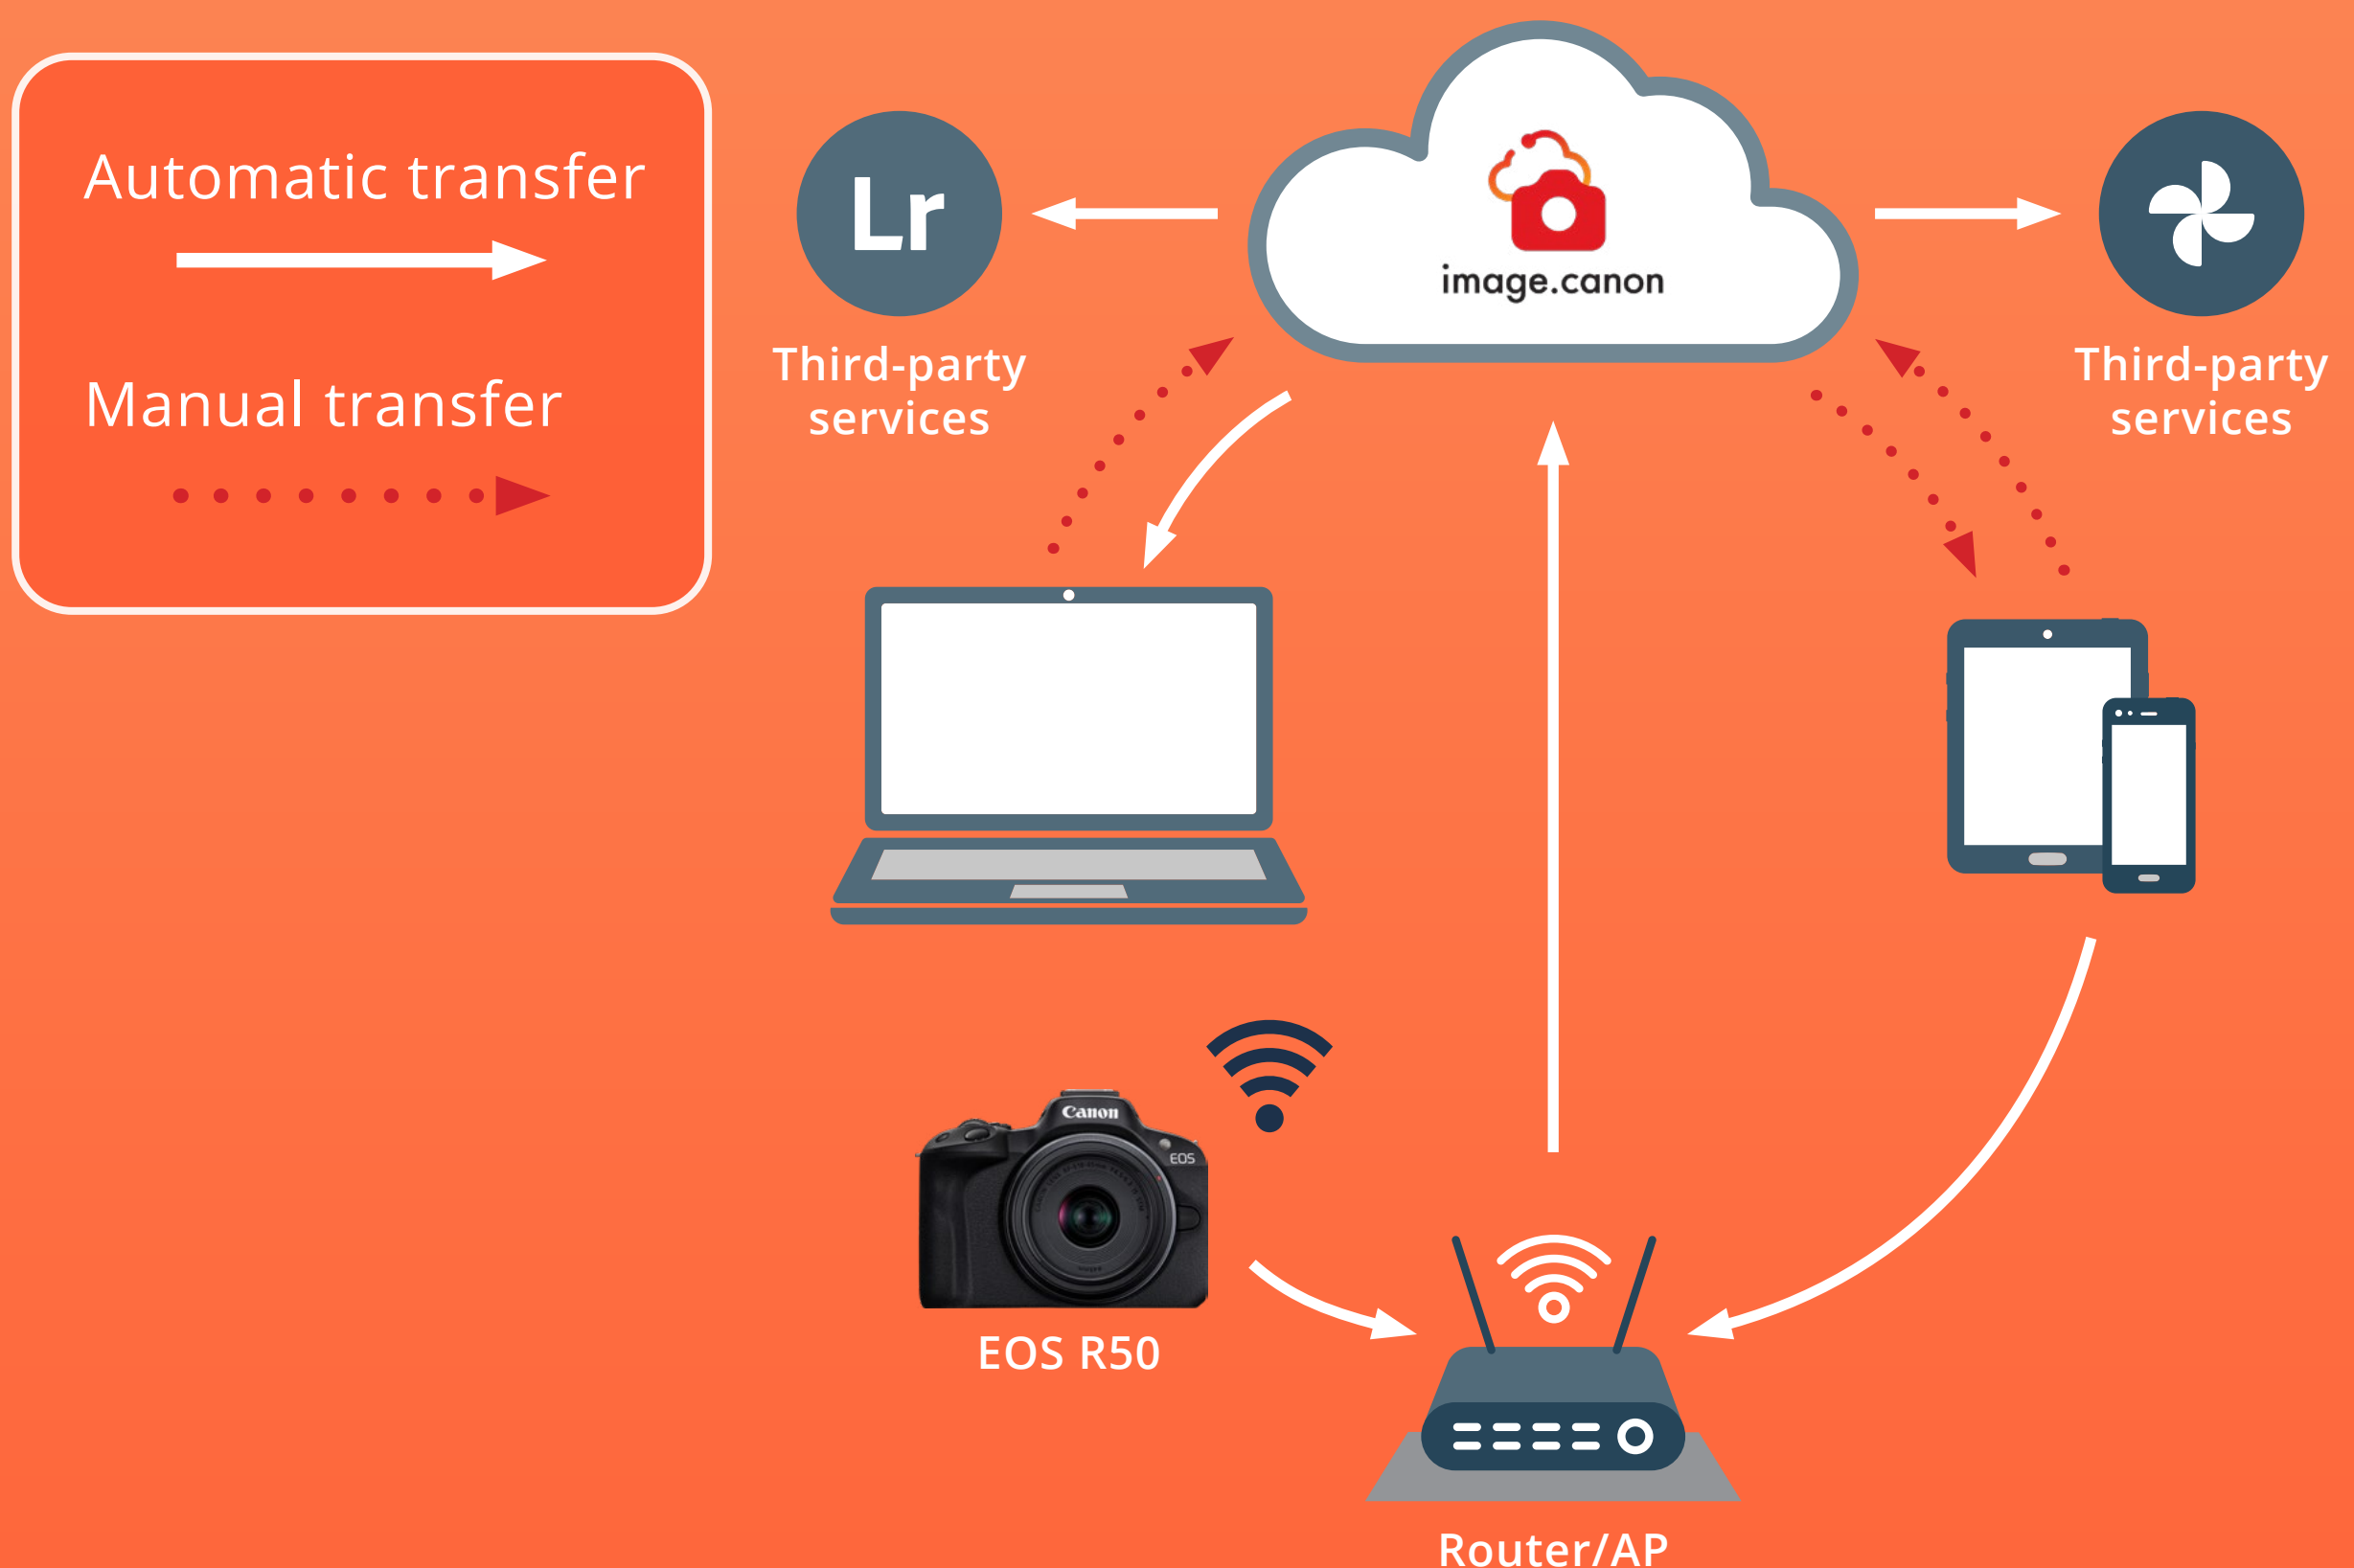 Automatic transfer
Manual transfer
Lr
Third-party
services
image.canon
Third-party
services
Canon
EOS
EOS R50
Router/AP